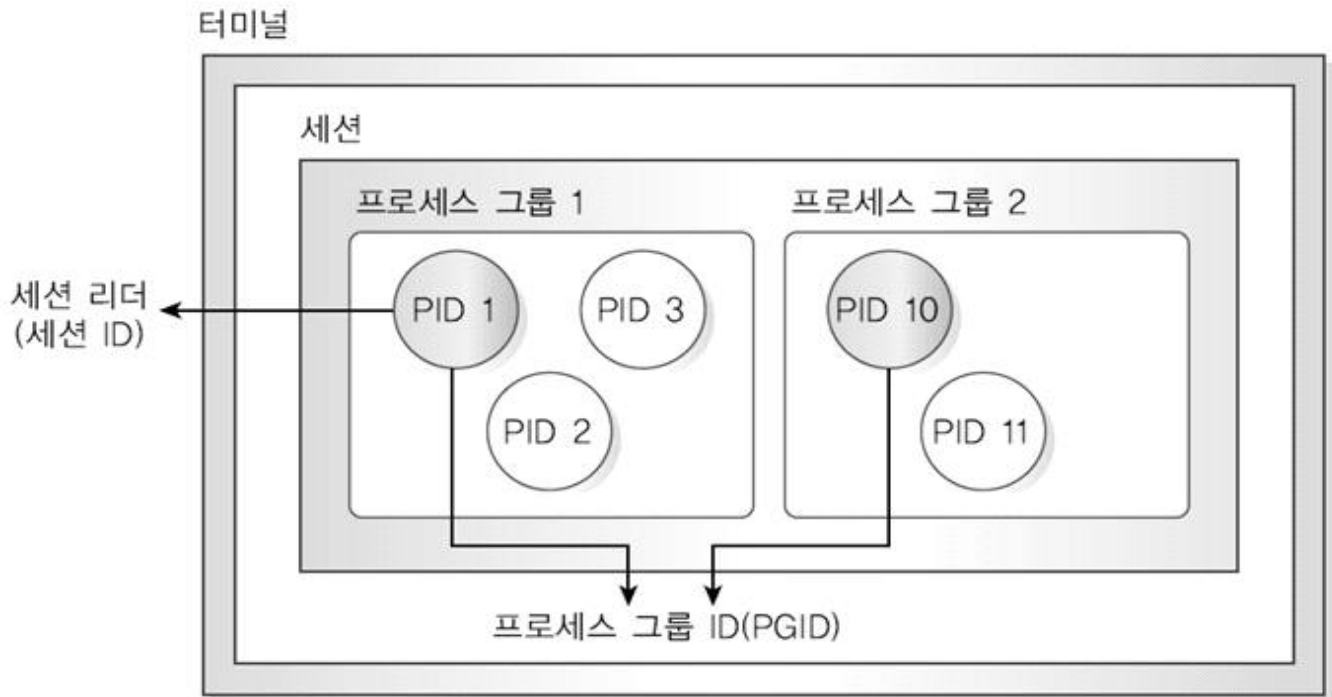 터미널
세션
프로세스 그룹 1
프로세스 그룹 2
세션 리더
(세션 ID)
PID 1
PID 3
PID 2
PID 10
PID 11
프로세스 그룹 ID(PGID)